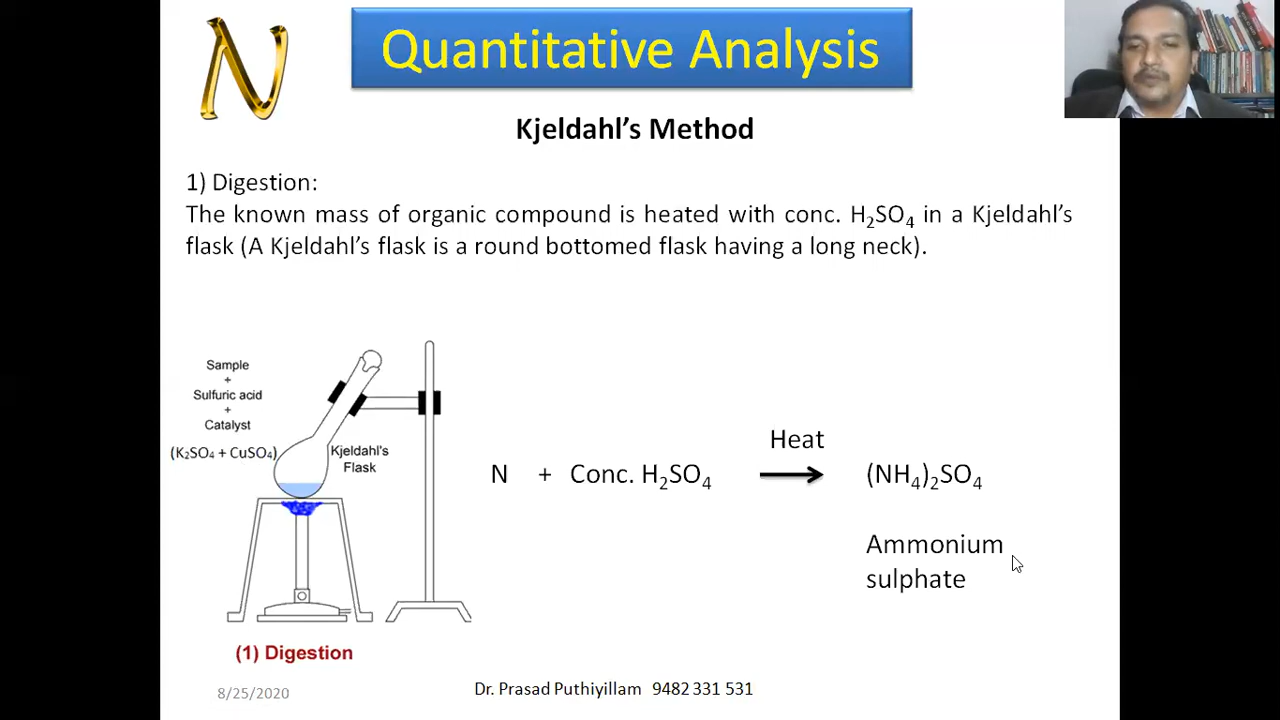 N
Quantitative Analysis
Kjeldahl’s Method
1) Digestion:
The known mass of organic compound is heated with conc. H₂SO₄ in a Kjeldahl’s
flask (A Kjeldahl’s flask is a round bottomed flask having a long neck).
Sample
+
Sulfuric acid
+
Catalyst
(K₂SO₄ + CuSO₄)
Kjeldahl's
Flask
Heat
N + Conc. H₂SO₄ → (NH₄)₂SO₄
Ammonium
sulphate
(1) Digestion
8/25/2020
Dr. Prasad Puthiyillam 9482 331 531